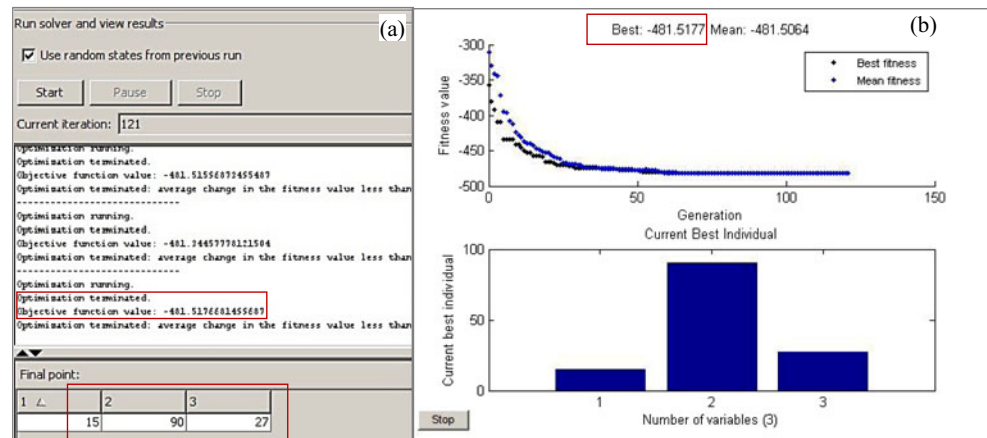 Run solver and view results
(a)
Use random states from previous run
Start Pause Stop
Current iteration: 121
Optimization running.
Optimization terminated.
Objective function value: -481.51556872455487
Optimization terminated: average change in the fitness value less than
------------------------------
Optimization running.
Optimization terminated.
Objective function value: -481.34457778121504
Optimization terminated: average change in the fitness value less than
------------------------------
Optimization running.
Optimization terminated.
Objective function value: -481.5176681455687
Optimization terminated: average change in the fitness value less than
Final point:
1 2 3
15 90 27
(b)
Best: -481.5177 Mean: -481.5064
Best fitness
Mean fitness
Fitness value
-300
-350
-400
-450
-500
0 50 100 150
Generation
Current Best Individual
Current best individual
100
50
0
1 2 3
Number of variables (3)
Stop